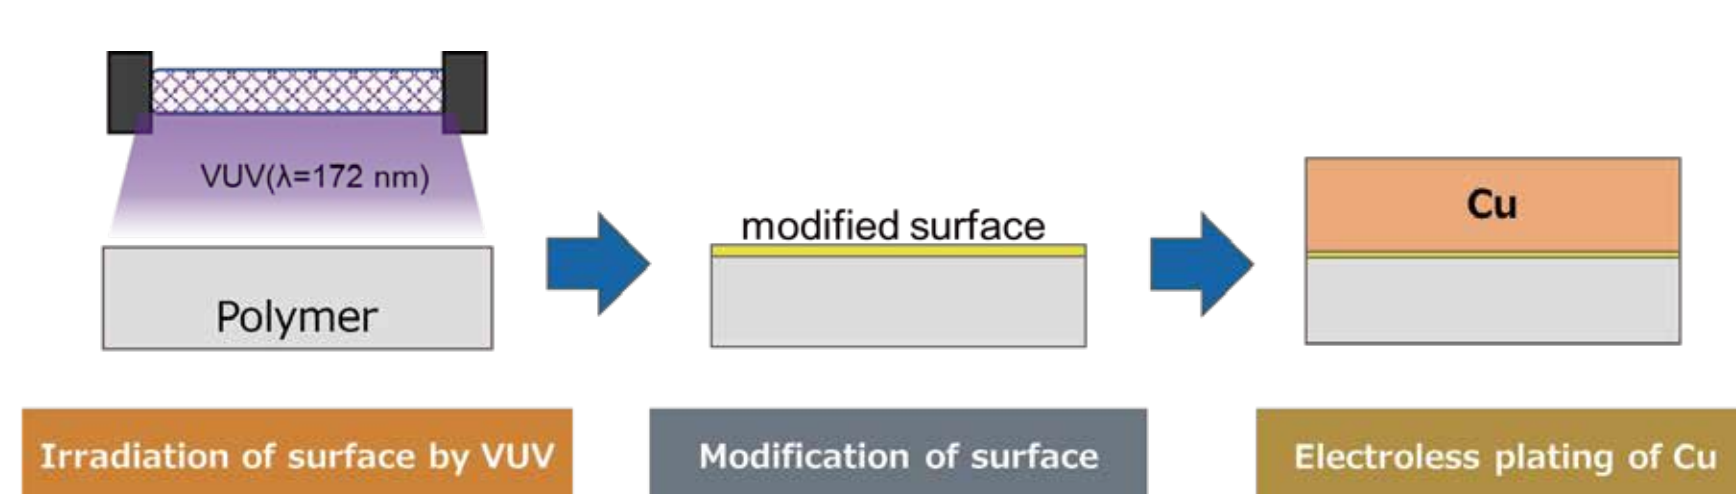 VUV(λ=172 nm)
Polymer
modified surface
Cu
Irradiation of surface by VUV
Modification of surface
Electroless plating of Cu